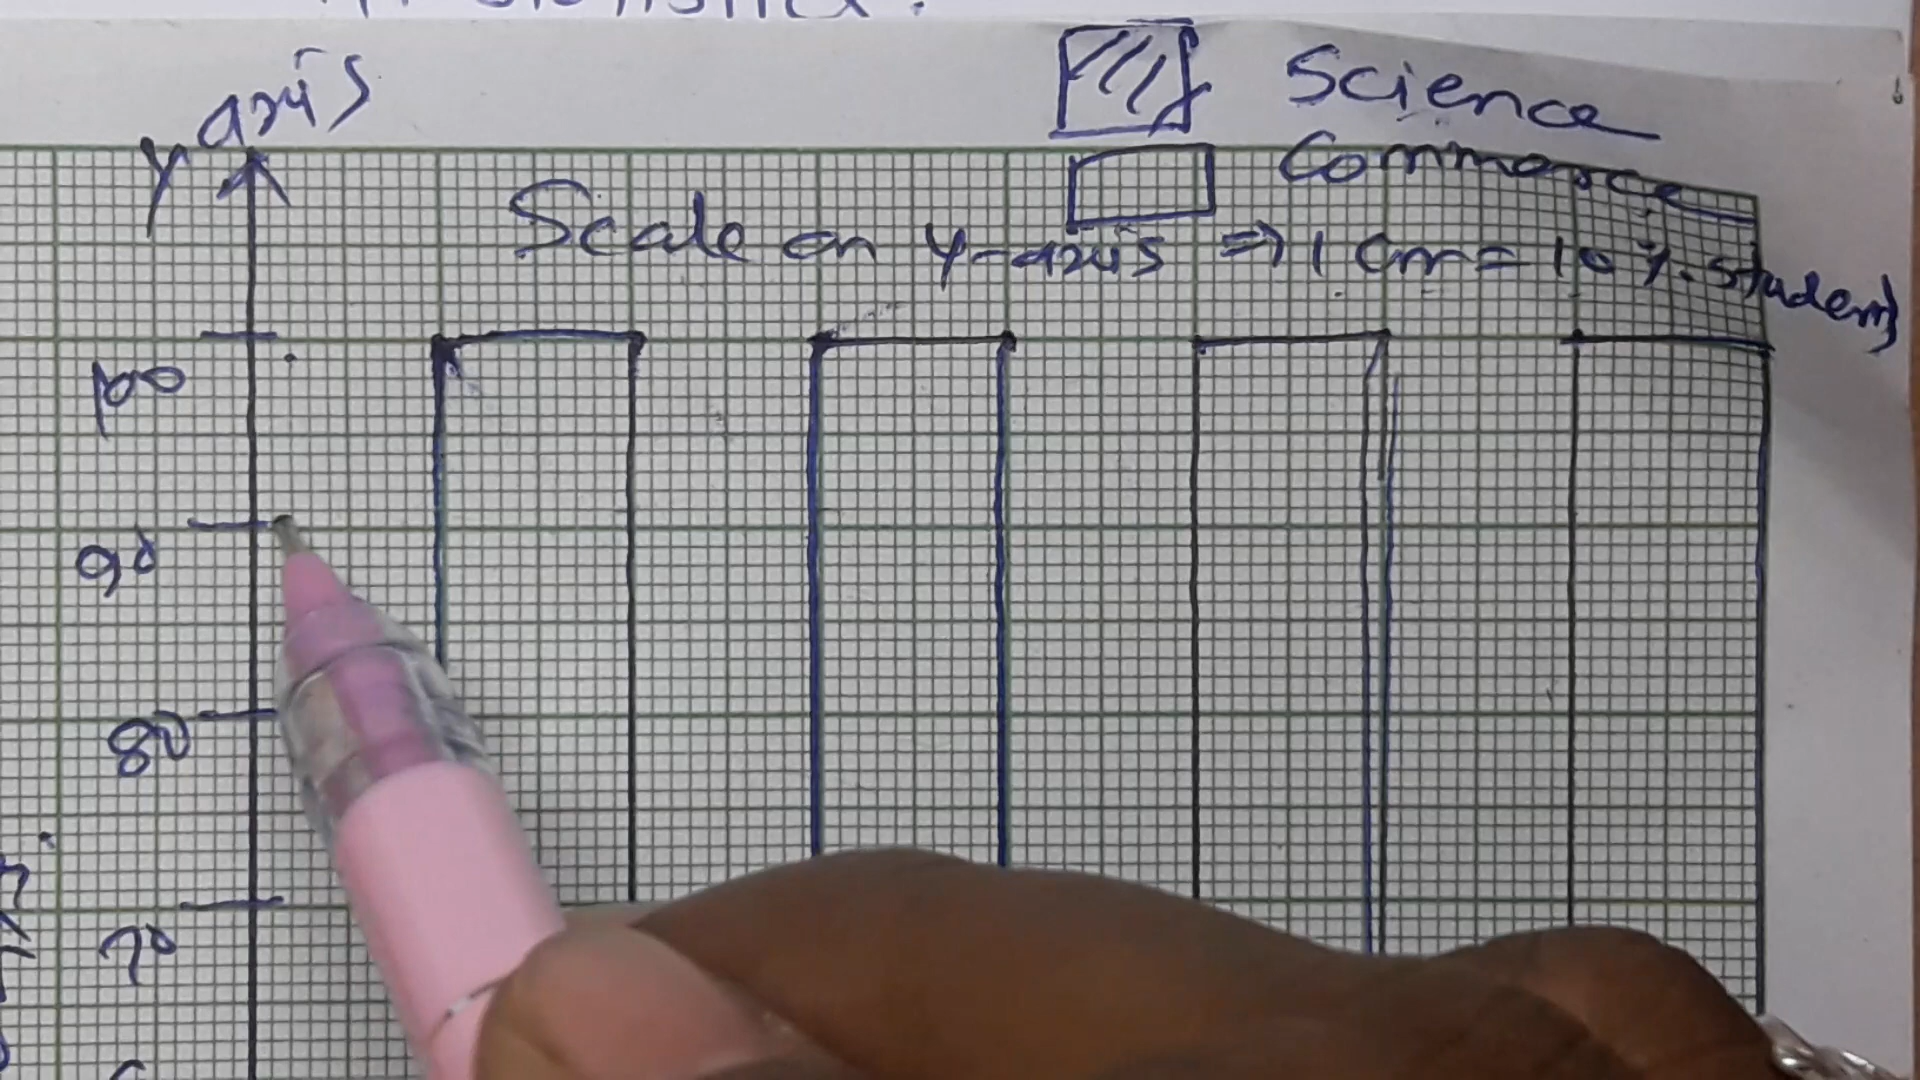 Y axis
Science
Commerce
Scale on Y-axis ⇒ 1 cm = 10 % students
100
90
80
70